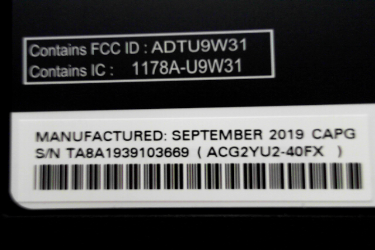 Contains FCC ID : ADTU9W31
Contains IC : 1178A-U9W31
MANUFACTURED: SEPTEMBER 2019 CAPG
S/N TA8A1939103669 ( ACG2YU2-40FX )